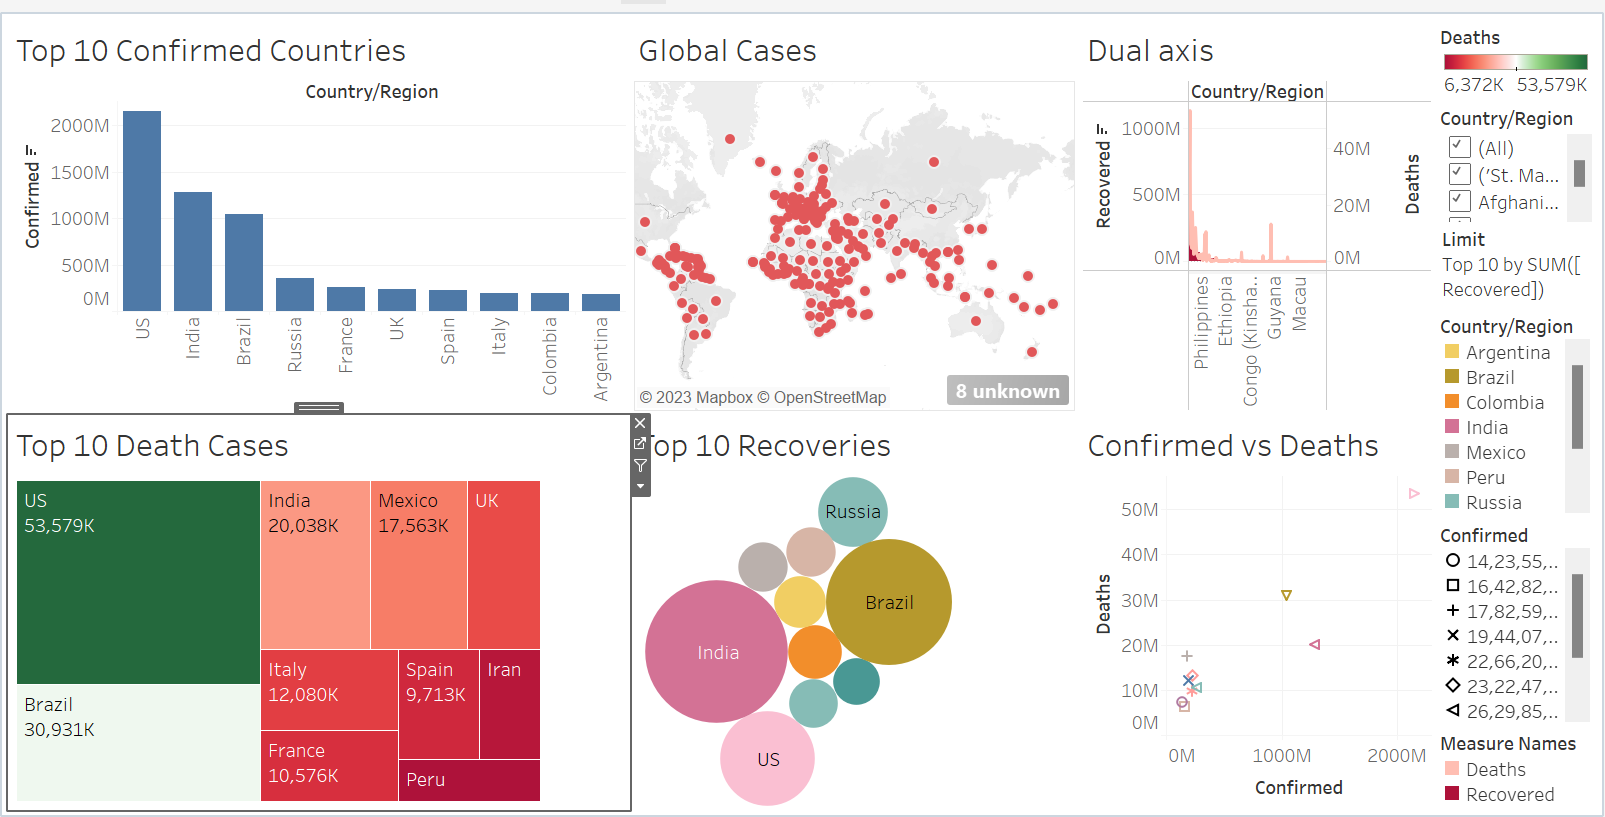 Top 10 Confirmed Countries
Country/Region
Confirmed
2000M
1500M
1000M
500M
0M
US
India
Brazil
Russia
France
UK
Spain
Italy
Colombia
Argentina
Global Cases
© 2023 Mapbox © OpenStreetMap
8 unknown
Dual axis
Country/Region
Recovered
1000M
500M
0M
40M
20M
0M
Deaths
Philippines
Ethiopia
Congo (Kinsha..
Guyana
Macau
Deaths
6,372K 53,579K
Country/Region
(All)
('St. Ma...
Afghani...
Limit
Top 10 by SUM([
Recovered])
Country/Region
Argentina
Brazil
Colombia
India
Mexico
Peru
Russia
Confirmed
14,23,55,..
16,42,82,..
17,82,59,..
19,44,07,..
22,66,20,..
23,22,47,..
26,29,85,..
Measure Names
Deaths
Recovered
Top 10 Death Cases
US
53,579K
Brazil
30,931K
India
20,038K
Mexico
17,563K
UK
Italy
12,080K
France
10,576K
Spain
9,713K
Iran
Peru
Top 10 Recoveries
Russia
Brazil
India
US
Confirmed vs Deaths
Deaths
50M
40M
30M
20M
10M
0M
0M 1000M 2000M
Confirmed